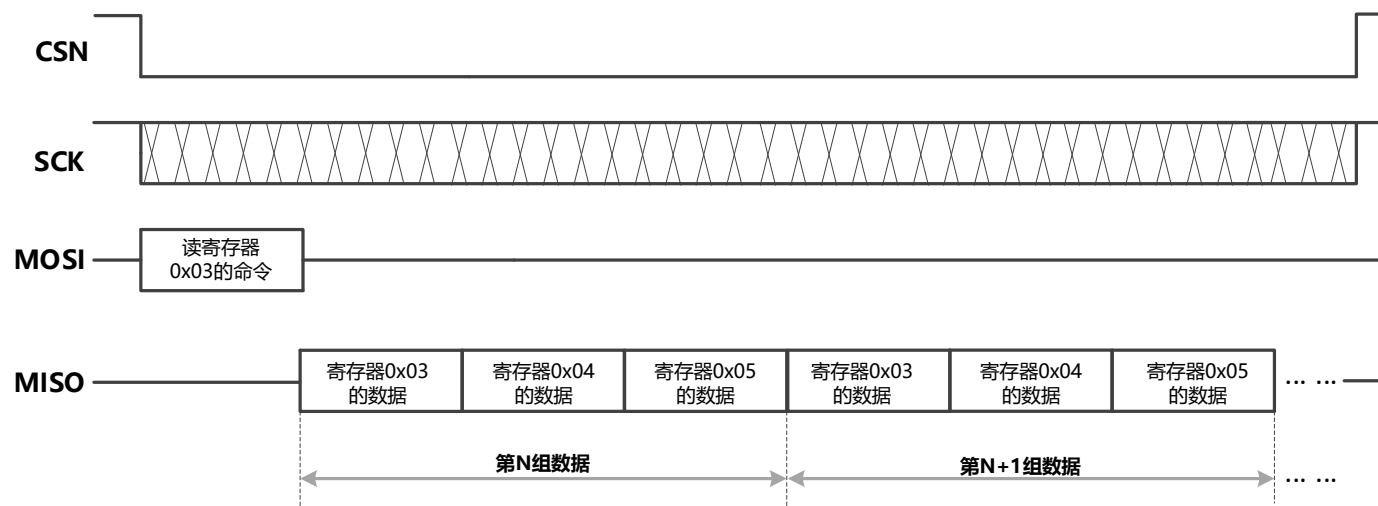 CSN
SCK
MOSI
读寄存器
0x03的命令
MISO
寄存器0x03
的数据
寄存器0x04
的数据
寄存器0x05
的数据
寄存器0x03
的数据
寄存器0x04
的数据
寄存器0x05
的数据
... ...
第N组数据
第N+1组数据
... ...